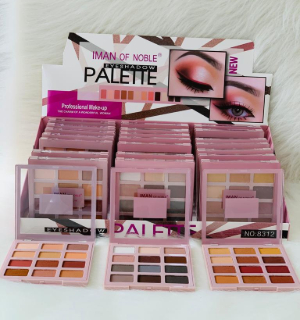 IMAN OF NOBLE®
EYESHADOW
PALETTE
NEW
Professional Make-up
EYESHADOW
PALETTE
NO 8312